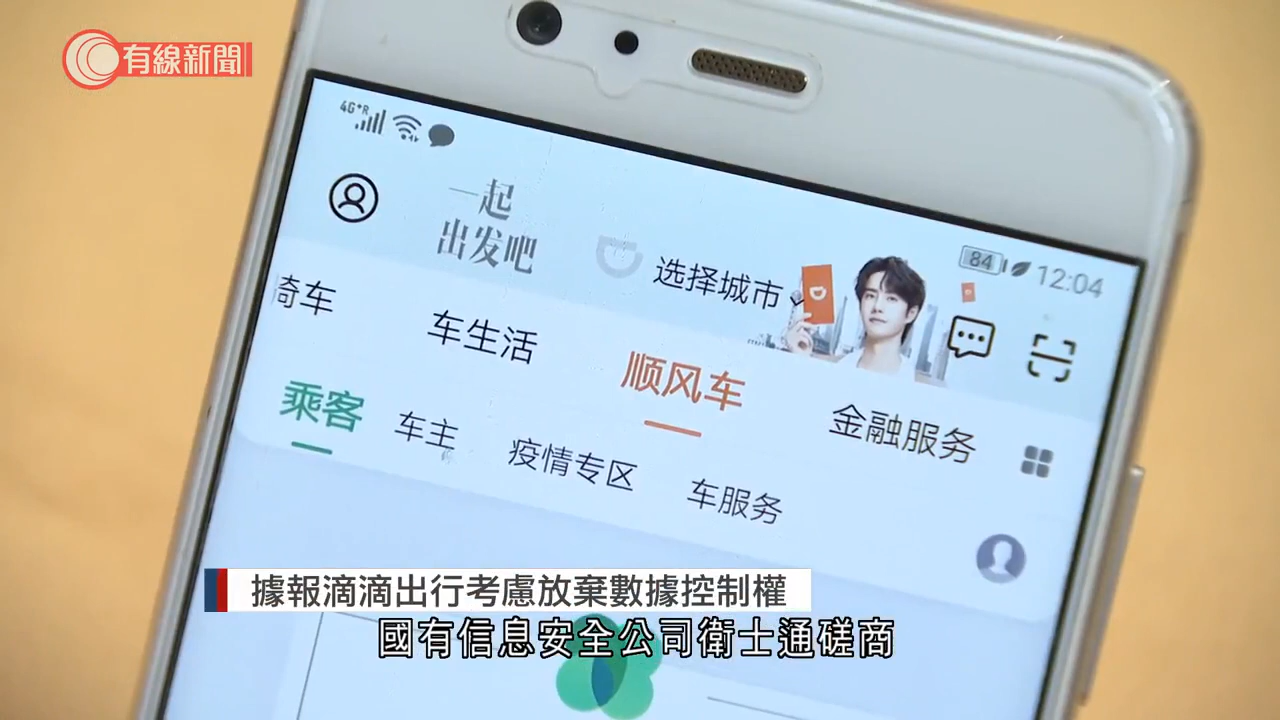 有線新聞
4G+R
84 12:04
一起
出发吧
选择城市
骑车 车生活 顺风车 金融服务
乘客 车主 疫情专区 车服务
據報滴滴出行考慮放棄數據控制權
國有信息安全公司衛士通磋商